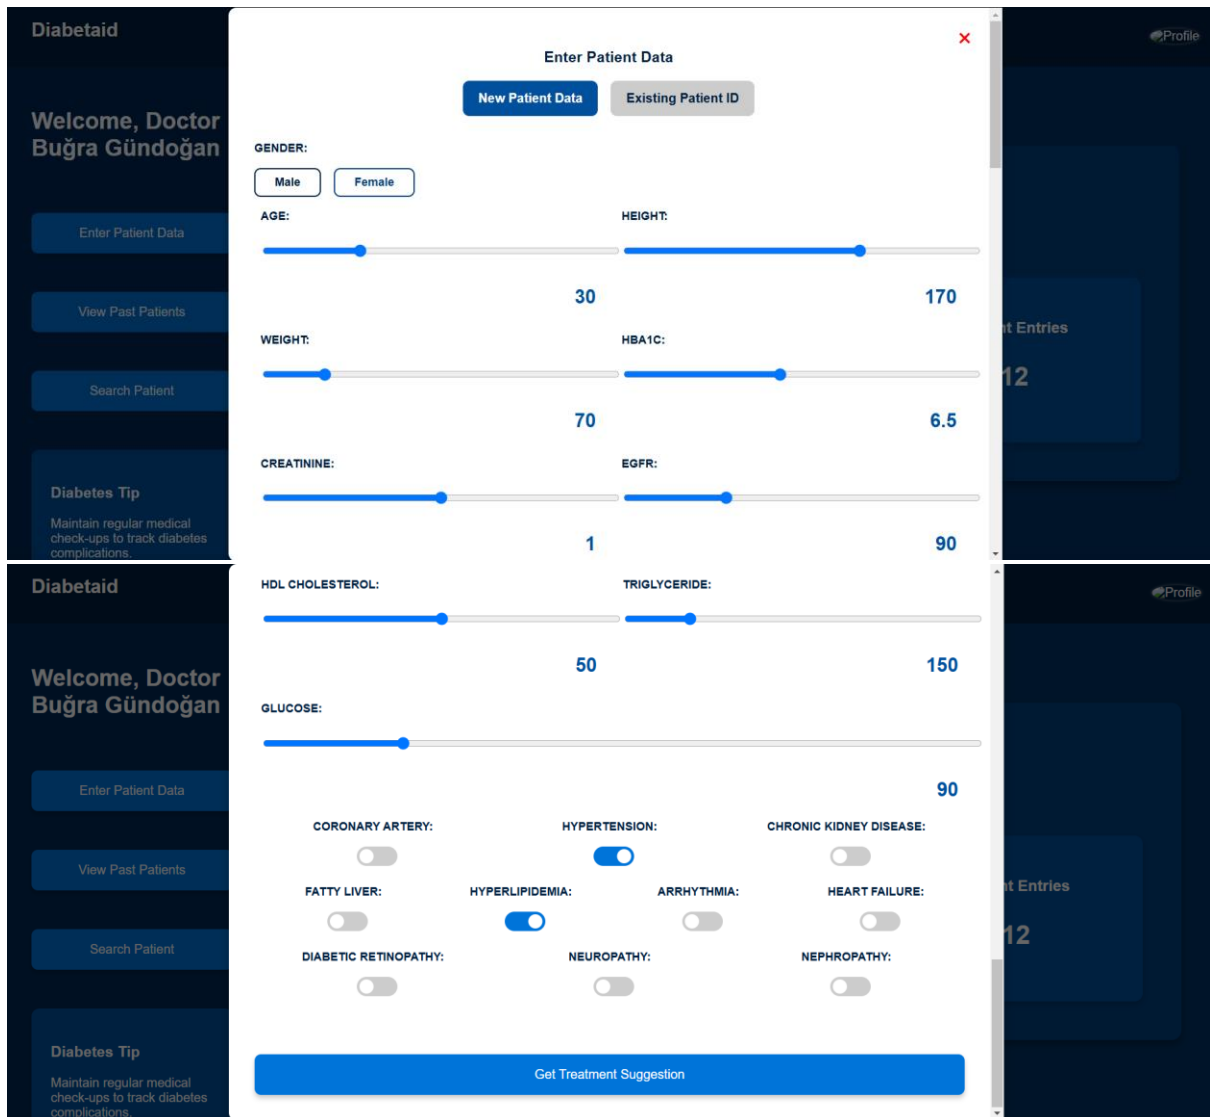 Diabetaid
Profile
Welcome, Doctor
Buğra Gündoğan
Enter Patient Data
View Past Patients
Search Patient
Diabetes Tip
Maintain regular medical
check-ups to track diabetes
complications.
×
Enter Patient Data
New Patient Data Existing Patient ID
GENDER:
Male Female
AGE: HEIGHT:
30 170
WEIGHT: HBA1C:
70 6.5
CREATININE: EGFR:
1 90
Entries
12
Diabetaid
Profile
Welcome, Doctor
Buğra Gündoğan
Enter Patient Data
View Past Patients
Search Patient
Diabetes Tip
Maintain regular medical
check-ups to track diabetes
complications.
HDL CHOLESTEROL: TRIGLYCERIDE:
50 150
GLUCOSE:
90
CORONARY ARTERY: HYPERTENSION: CHRONIC KIDNEY DISEASE:
FATTY LIVER: HYPERLIPIDEMIA: ARRHYTHMIA: HEART FAILURE:
DIABETIC RETINOPATHY: NEUROPATHY: NEPHROPATHY:
Get Treatment Suggestion
Entries
12